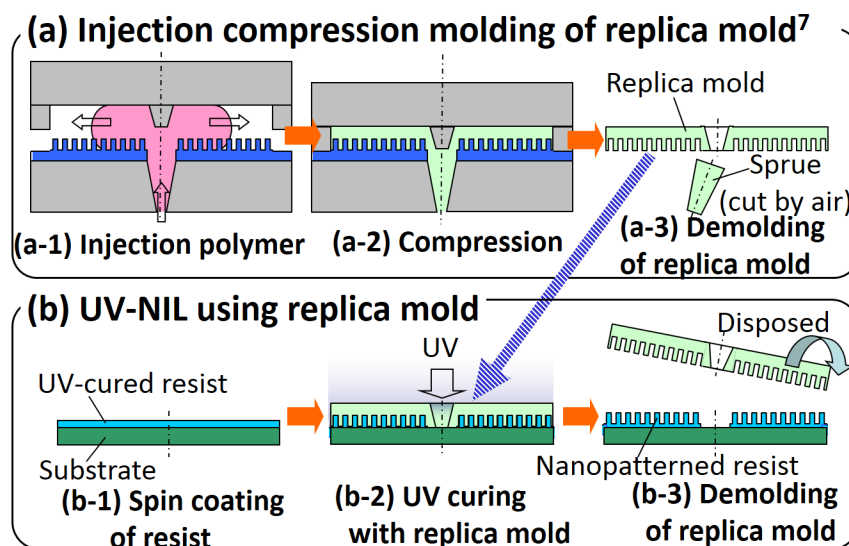 (a) Injection compression molding of replica mold7
Replica mold
Sprue
(cut by air)
(a-1) Injection polymer
(a-2) Compression
(a-3) Demolding
of replica mold
(b) UV-NIL using replica mold
Disposed
UV
UV-cured resist
Substrate
Nanopatterned resist
(b-1) Spin coating
of resist
(b-2) UV curing
with replica mold
(b-3) Demolding
of replica mold